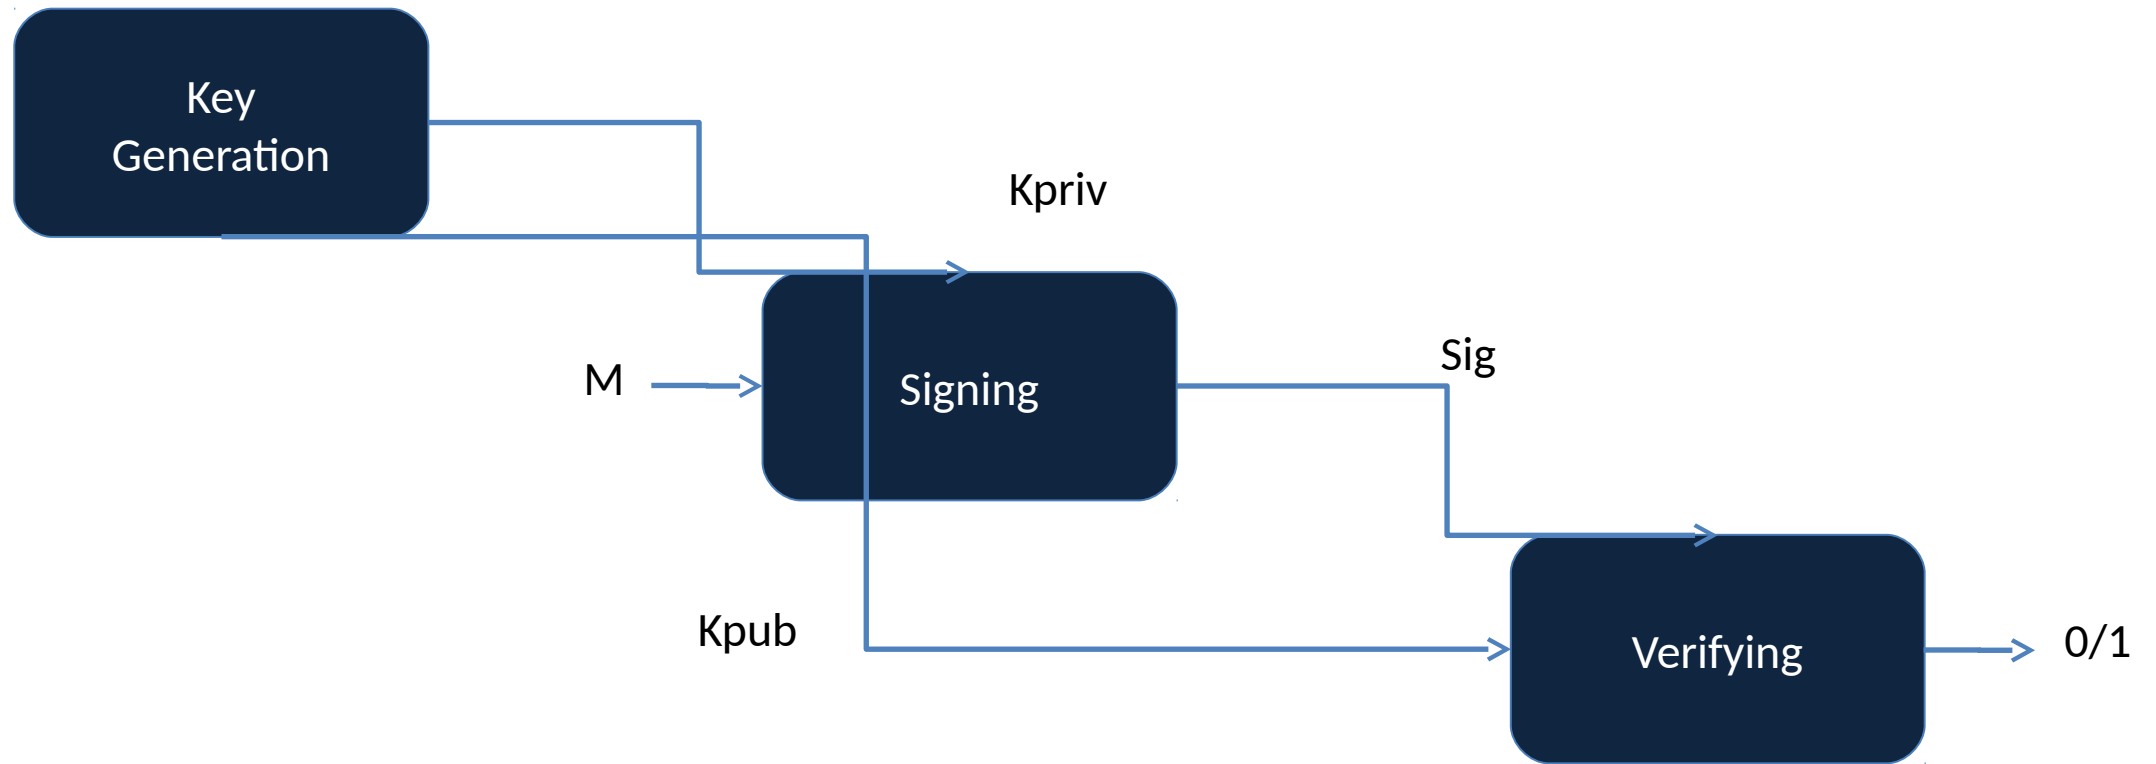 Key
Generation
Kpriv
Sig
M
Signing
Kpub
Verifying
0/1